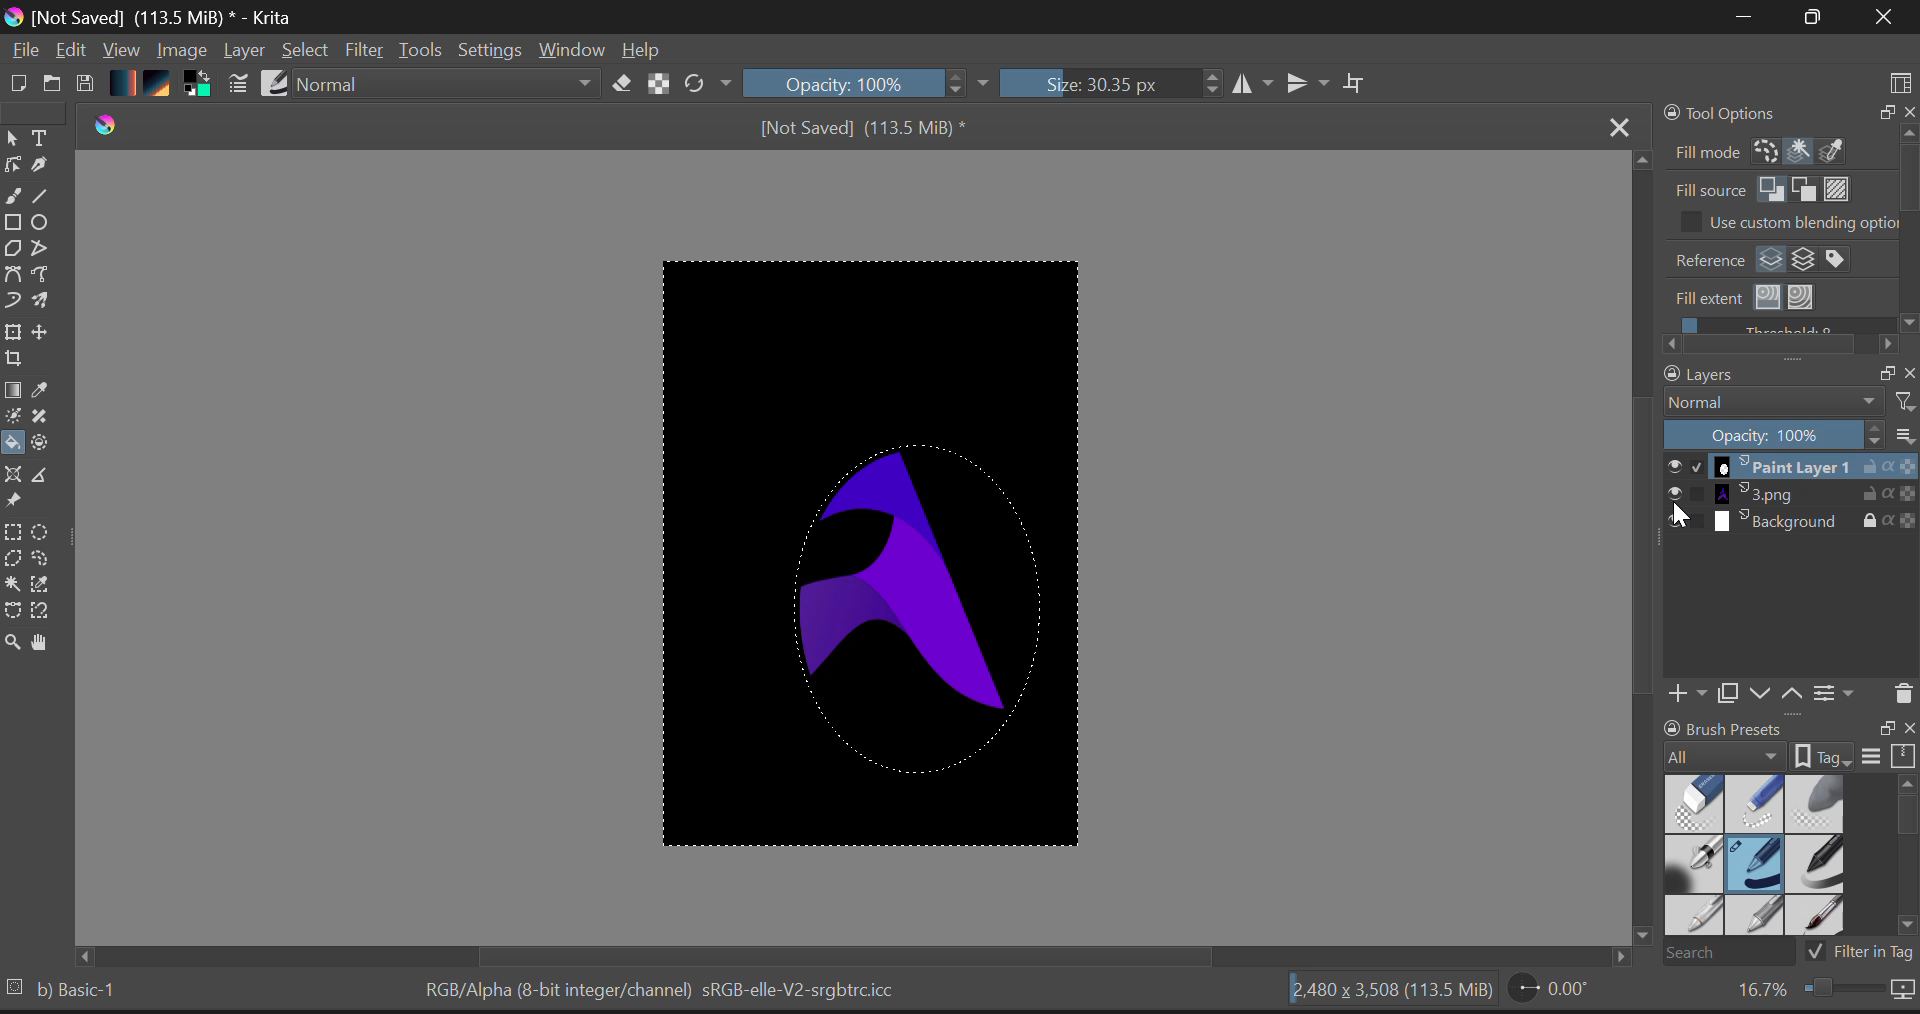 [Not Saved] (113.5 MiB) * - Krita
File Edit View Image Layer Select Filter Tools Settings Window Help
Normal Opacity: 100% Size: 30.35 px
[Not Saved] (113.5 MiB) *
Tool Options
Fill mode
Fill source
Use custom blending option
Reference
Fill extent
Threshold: 8
Layers
Normal
Opacity: 100%
Paint Layer 1
3.png
Background
Brush Presets
All Tag
Search Filter in Tag
b) Basic-1 RGB/Alpha (8-bit integer/channel) sRGB-elle-V2-srgbtrc.icc 2,480 x 3,508 (113.5 MiB) 0.00° 16.7%